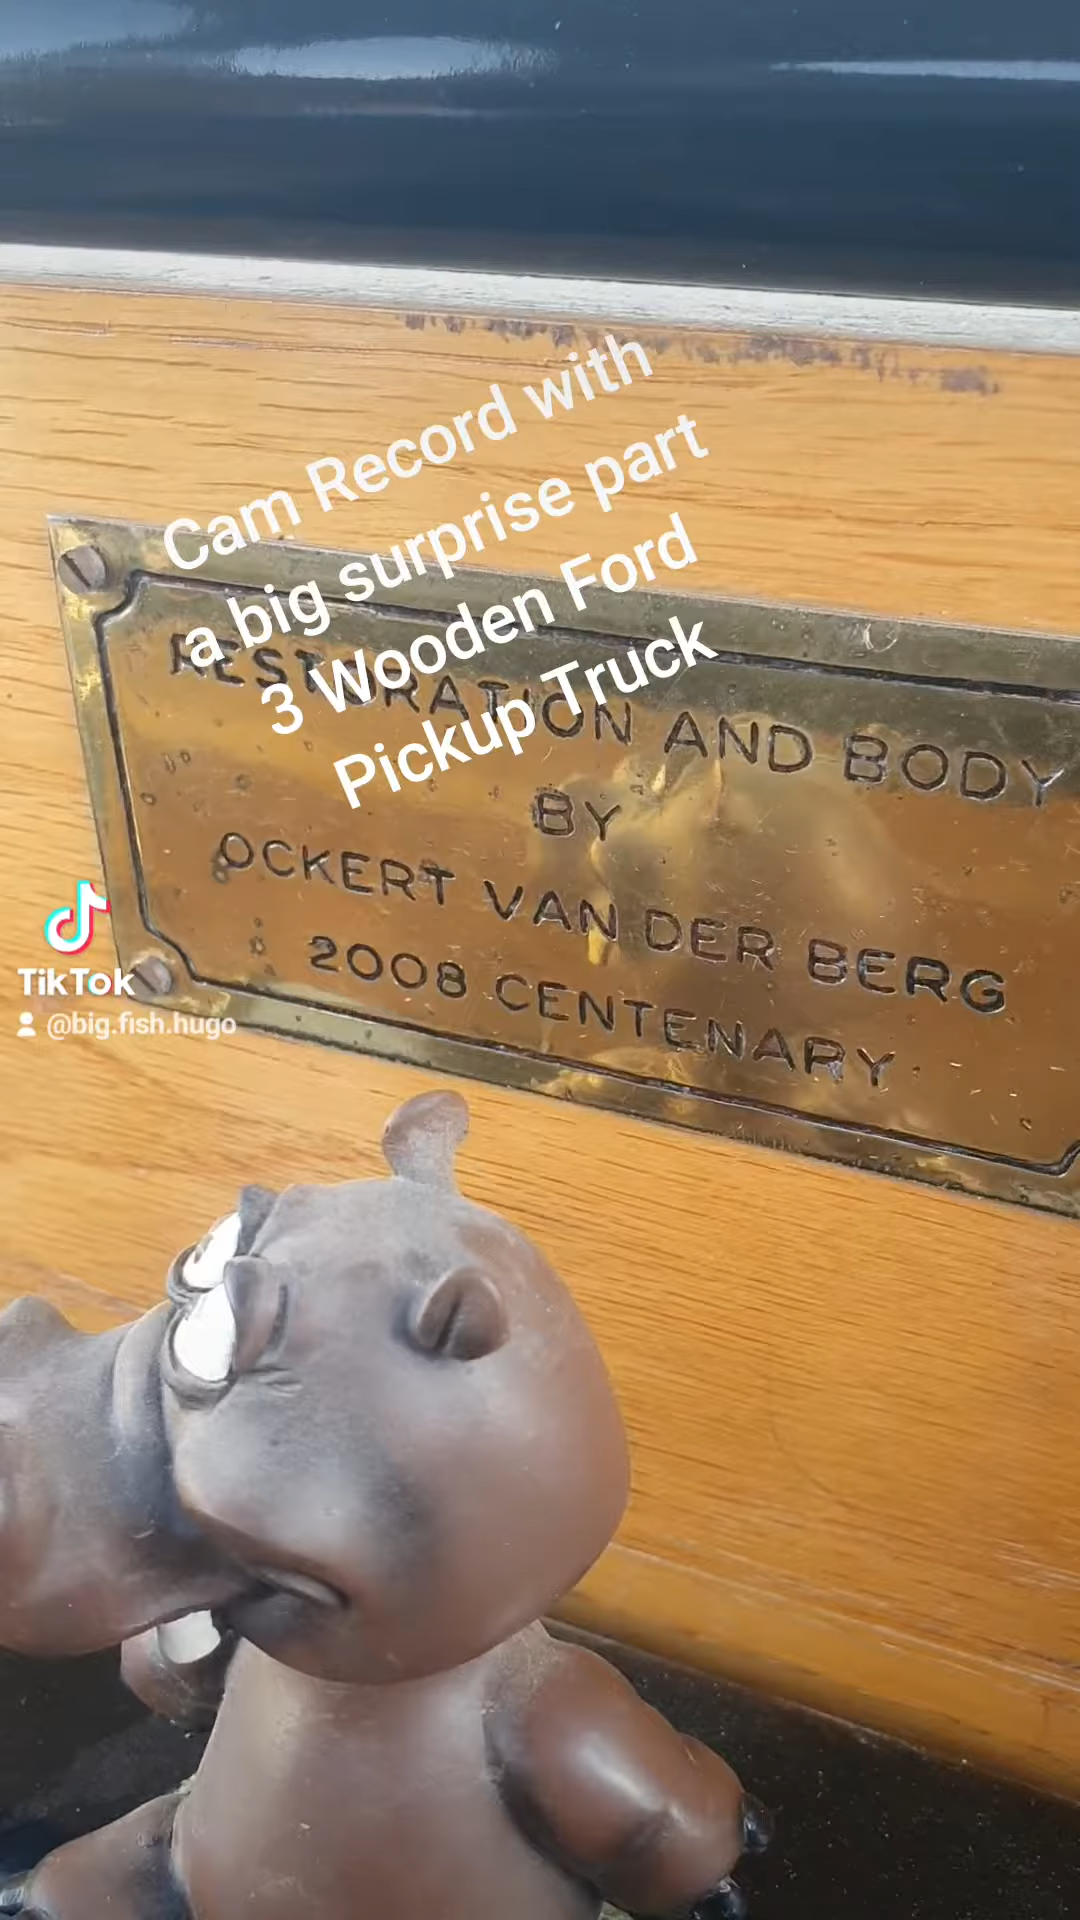 Cam Record with
a big surprise part
3 Wooden Ford
Pickup Truck
RESTORATION AND BODY
BY
OCKERT VAN DER BERG
2008 CENTENARY
TikTok
@big.fish.hugo